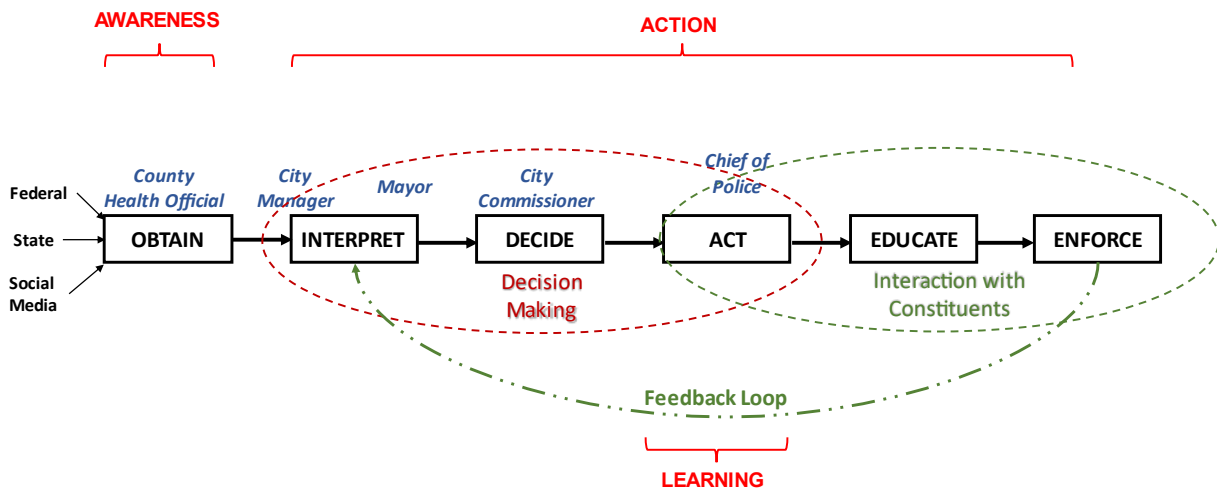 AWARENESS
ACTION
County
Health Official
City
Manager
Mayor
City
Commissioner
Chief of
Police
Federal
State
Social
Media
OBTAIN
INTERPRET
DECIDE
ACT
EDUCATE
ENFORCE
Decision
Making
Interaction with
Constituents
Feedback Loop
LEARNING